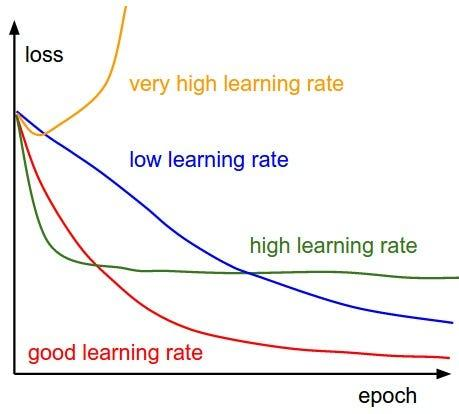 loss
very high learning rate
low learning rate
high learning rate
good learning rate
epoch